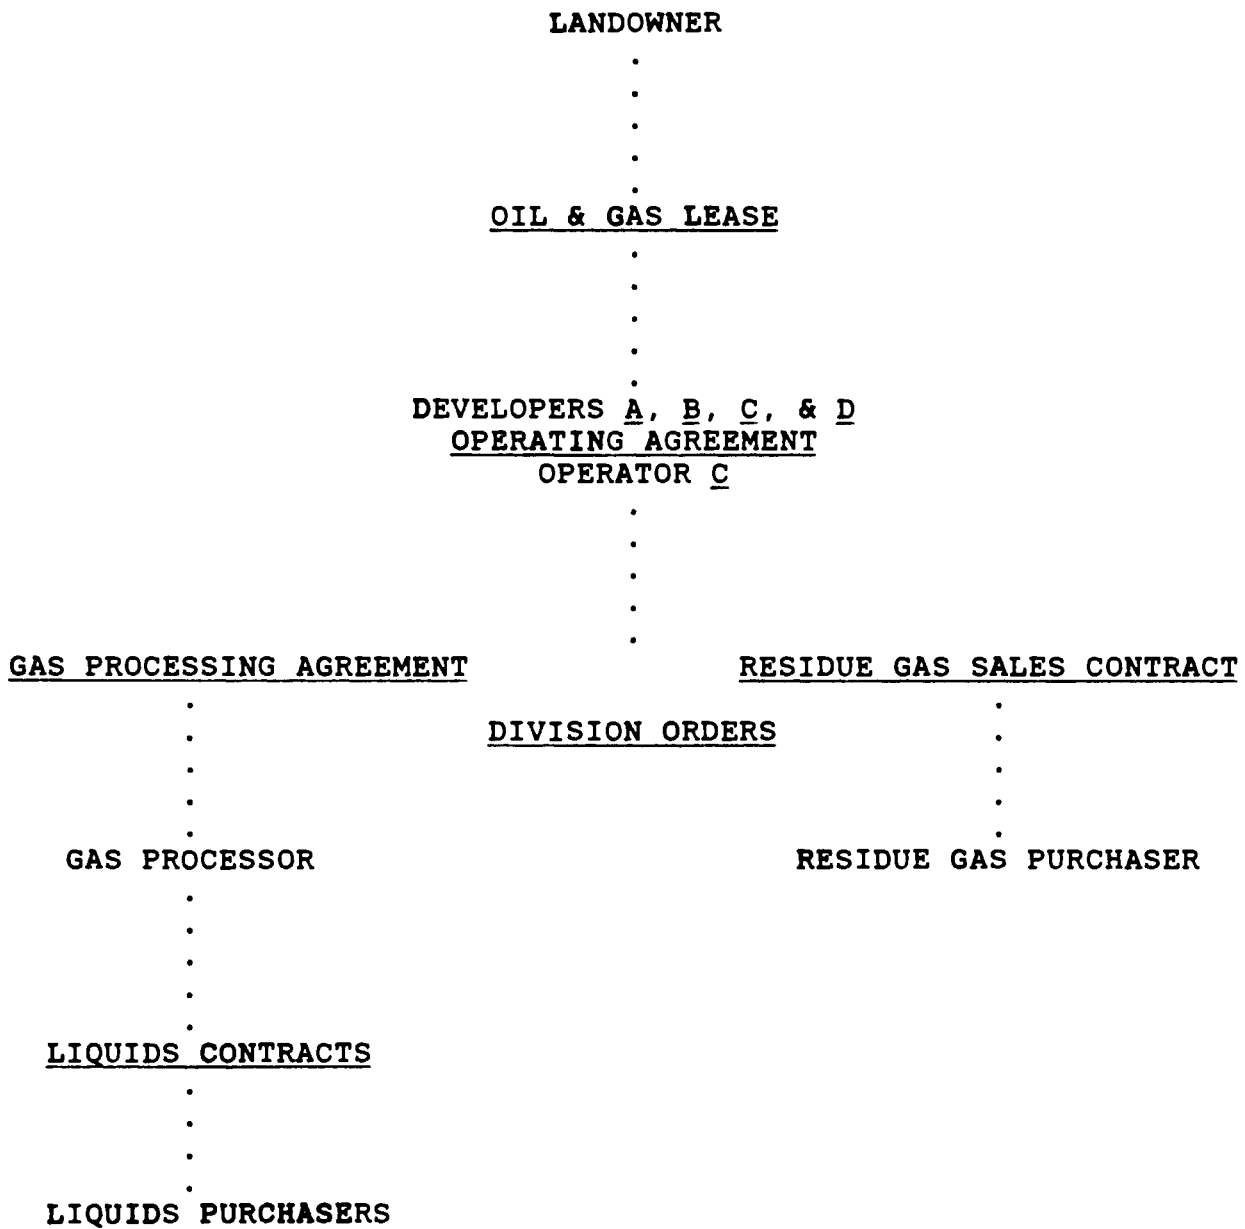 LANDOWNER
OIL & GAS LEASE
DEVELOPERS A, B, C, & D
OPERATING AGREEMENT
OPERATOR C
GAS PROCESSING AGREEMENT RESIDUE GAS SALES CONTRACT
DIVISION ORDERS
GAS PROCESSOR RESIDUE GAS PURCHASER
LIQUIDS CONTRACTS
LIQUIDS PURCHASERS